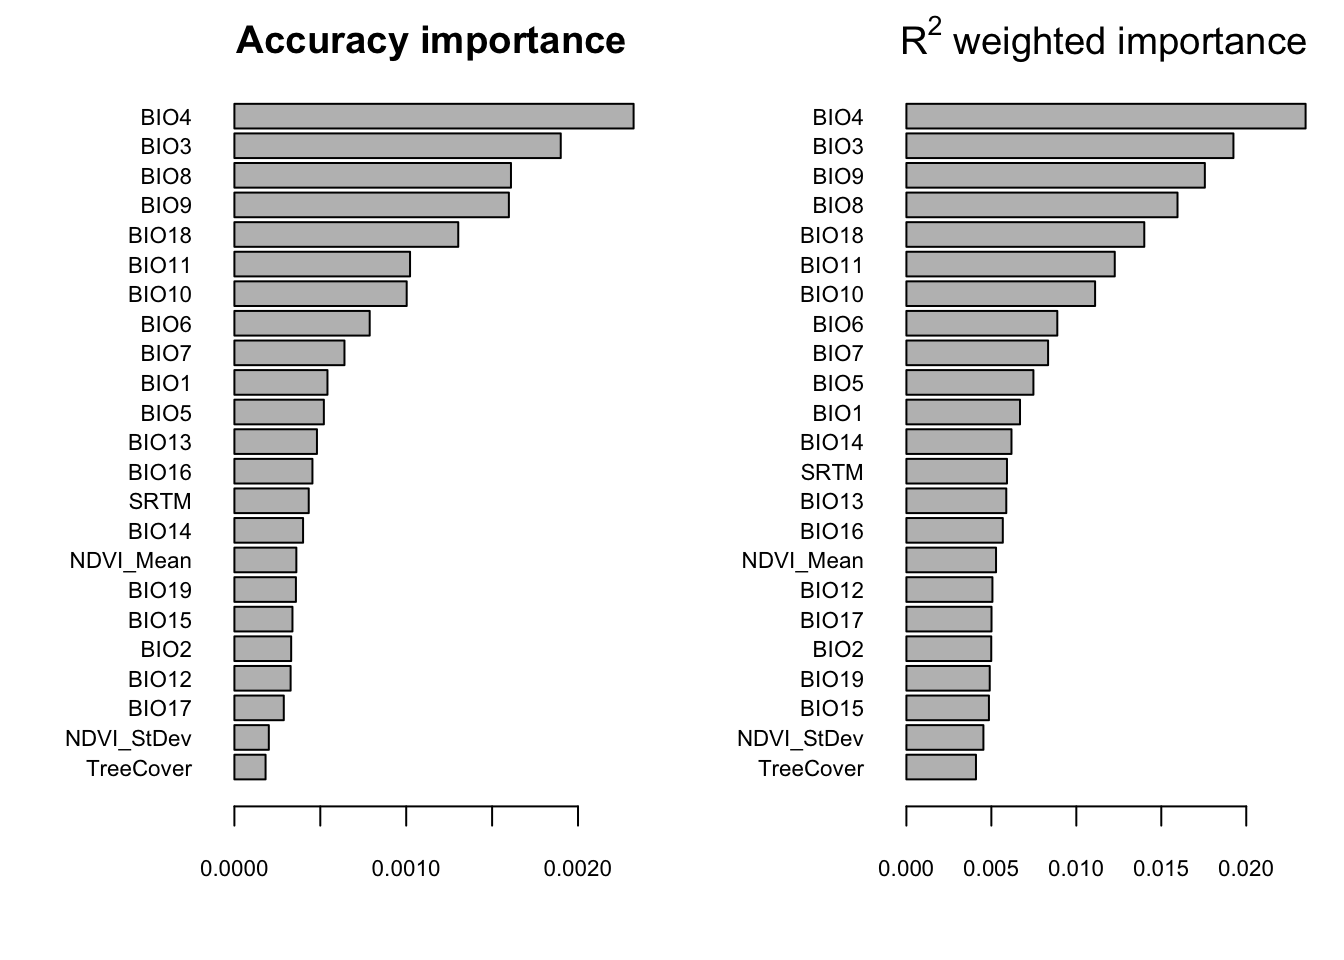 Accuracy importance
BIO4
BIO3
BIO8
BIO9
BIO18
BIO11
BIO10
BIO6
BIO7
BIO1
BIO5
BIO13
BIO16
SRTM
BIO14
NDVI_Mean
BIO19
BIO15
BIO2
BIO12
BIO17
NDVI_StDev
TreeCover
0.0000 0.0010 0.0020
R² weighted importance
BIO4
BIO3
BIO9
BIO8
BIO18
BIO11
BIO10
BIO6
BIO7
BIO5
BIO1
BIO14
SRTM
BIO13
BIO16
NDVI_Mean
BIO12
BIO17
BIO2
BIO19
BIO15
NDVI_StDev
TreeCover
0.000 0.005 0.010 0.015 0.020